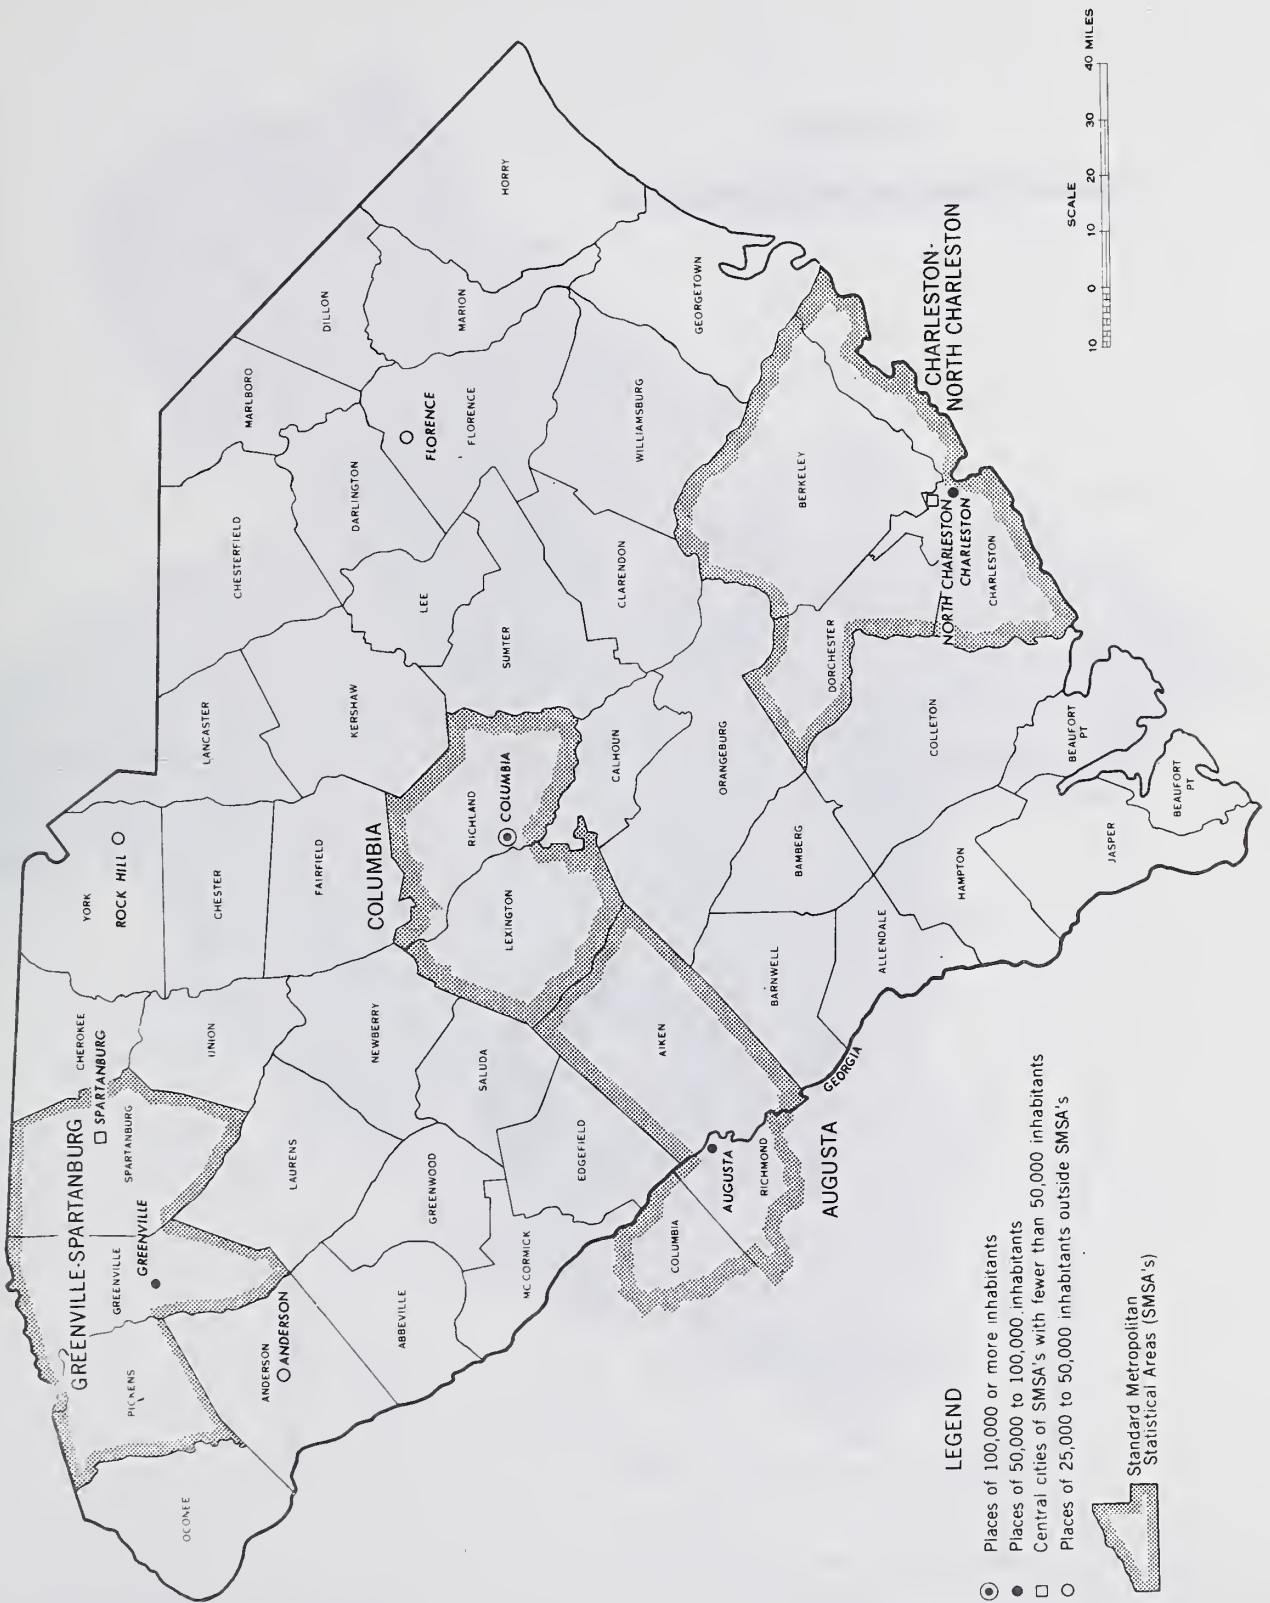 GREENVILLE-SPARTANBURG
CHEROKEE
SPARTANBURG
YORK
ROCK HILL
OCONEE
PICKENS
GREENVILLE
GREENVILLE
SPARTANBURG
UNION
CHESTER
LANCASTER
CHESTERFIELD
MARLBORO
DILLON
ANDERSON
ANDERSON
LAURENS
NEWBERRY
FAIRFIELD
COLUMBIA
KERSHAW
LEE
DARLINGTON
FLORENCE
FLORENCE
MARION
HORRY
ABBEVILLE
GREENWOOD
SALUDA
LEXINGTON
RICHLAND
COLUMBIA
SUMTER
MC CORMICK
EDGEFIELD
AIKEN
CALHOUN
CLARENDON
WILLIAMSBURG
GEORGETOWN
COLUMBIA
AUGUSTA
RICHMOND
AUGUSTA
GEORGIA
BARNWELL
BAMBERG
ORANGEBURG
DORCHESTER
BERKELEY
ALLENDALE
HAMPTON
COLLETON
NORTH CHARLESTON
CHARLESTON
CHARLESTON
CHARLESTON-
NORTH CHARLESTON
JASPER
BEAUFORT
PT
BEAUFORT
PT
LEGEND
Places of 100,000 or more inhabitants
Places of 50,000 to 100,000 inhabitants
Central cities of SMSA's with fewer than 50,000 inhabitants
Places of 25,000 to 50,000 inhabitants outside SMSA's
Standard Metropolitan
Statistical Areas (SMSA's)
SCALE
10 0 10 20 30 40 MILES